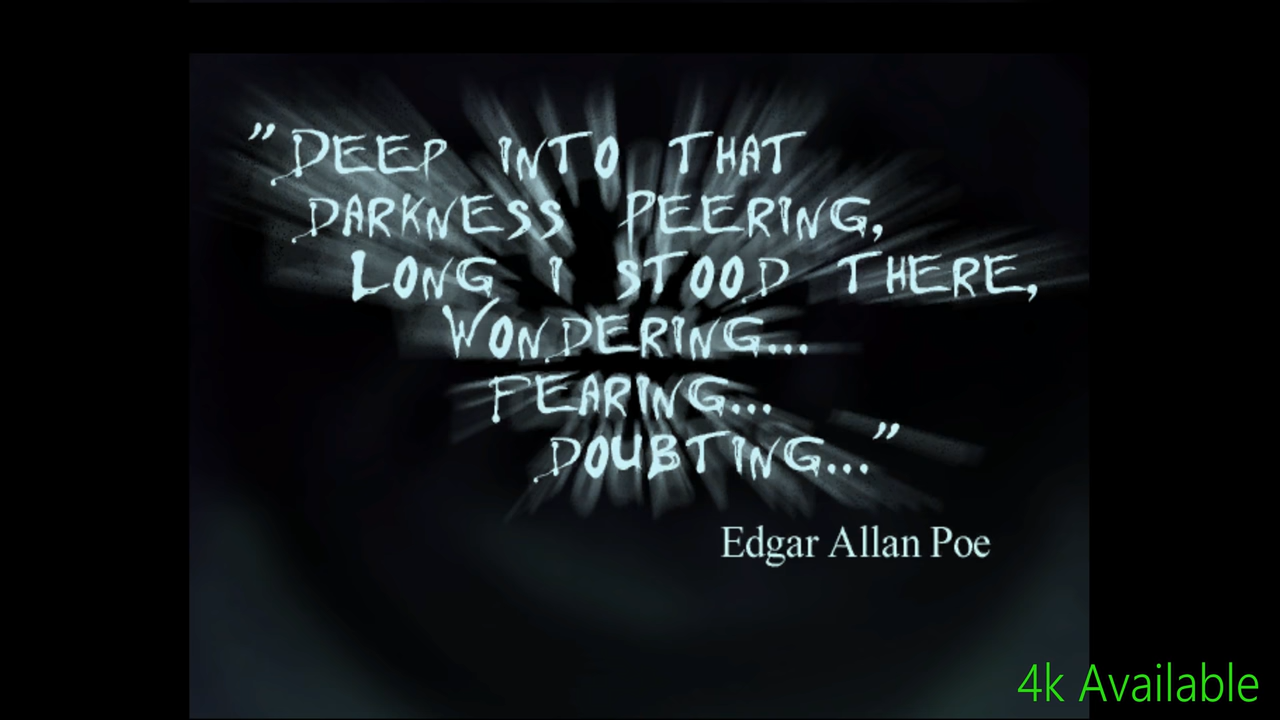 "DEEP INTO THAT
DARKNESS PEERING,
LONG I STOOD THERE,
WONDERING...
FEARING...
DOUBTING..."
Edgar Allan Poe
4k Available